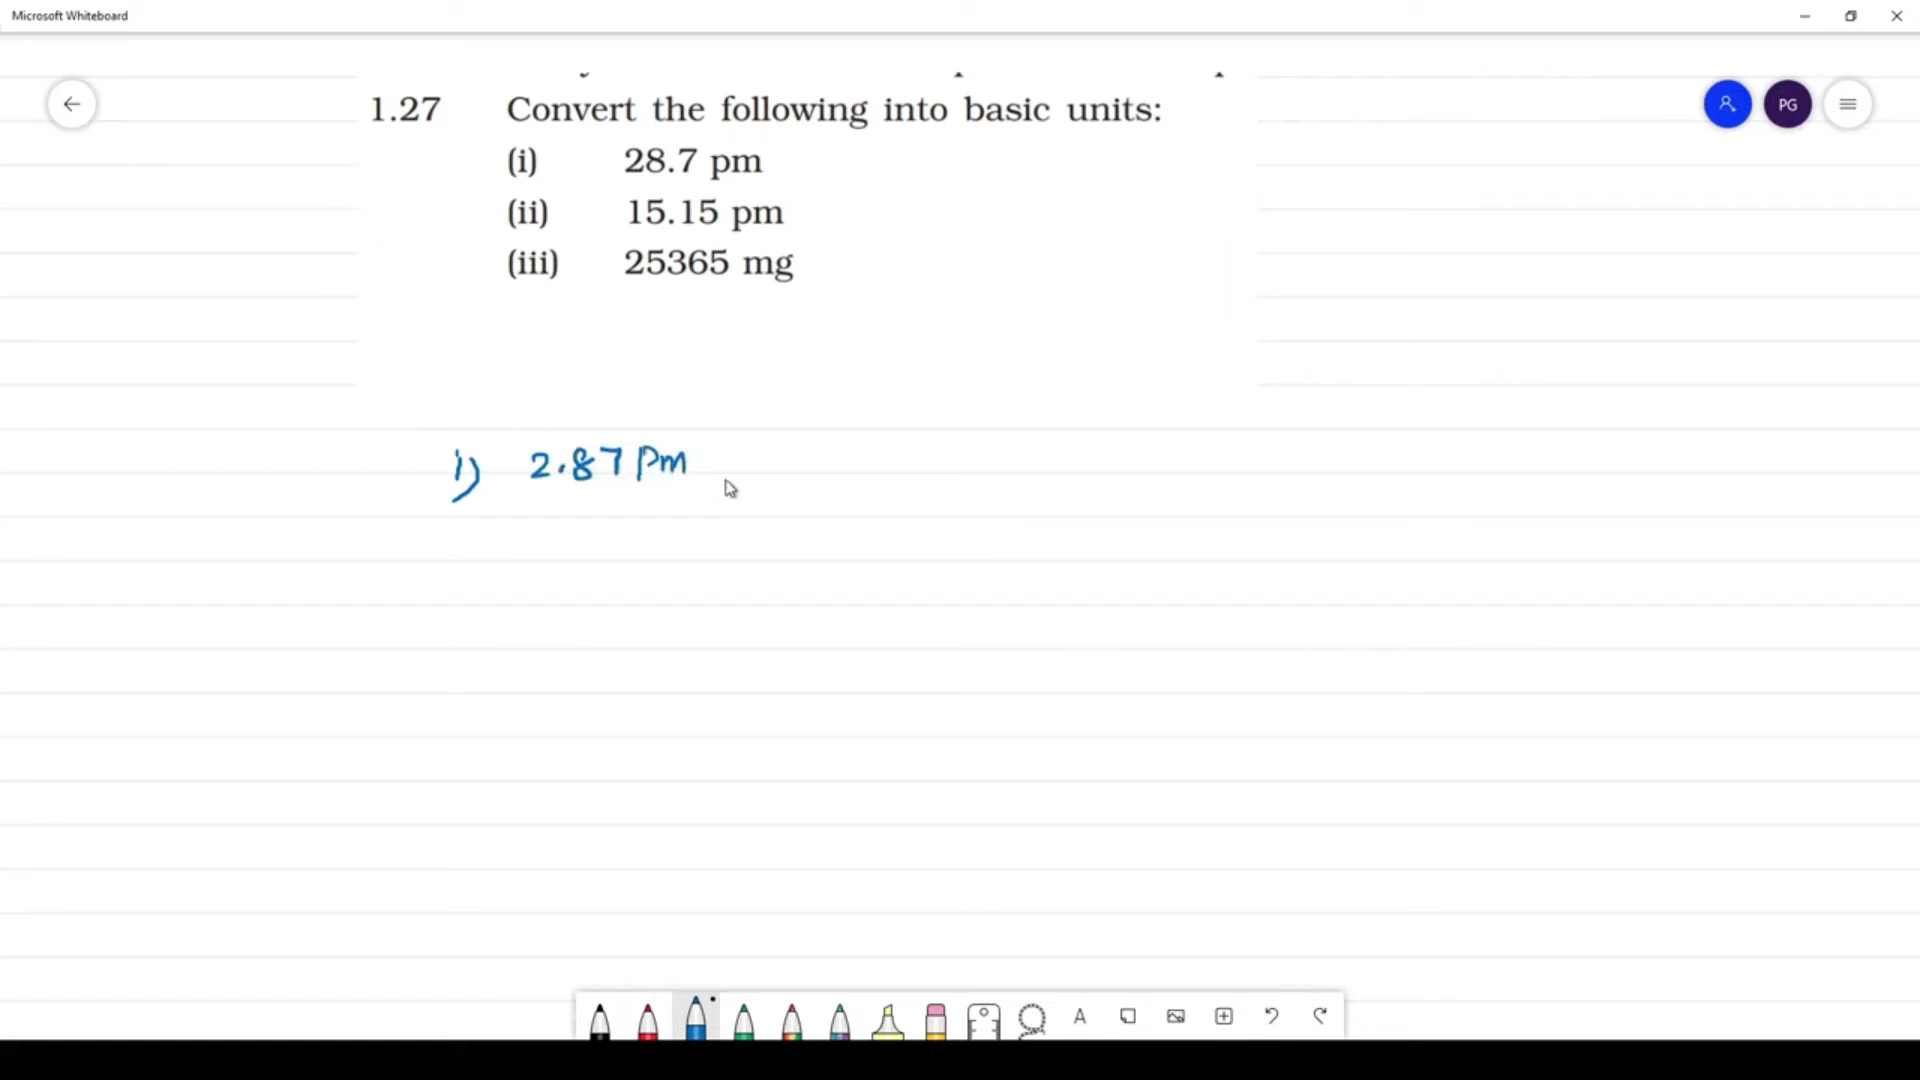 Microsoft Whiteboard
PG
1.27 Convert the following into basic units:
(i) 28.7 pm
(ii) 15.15 pm
(iii) 25365 mg
i) 2.87 pm
A